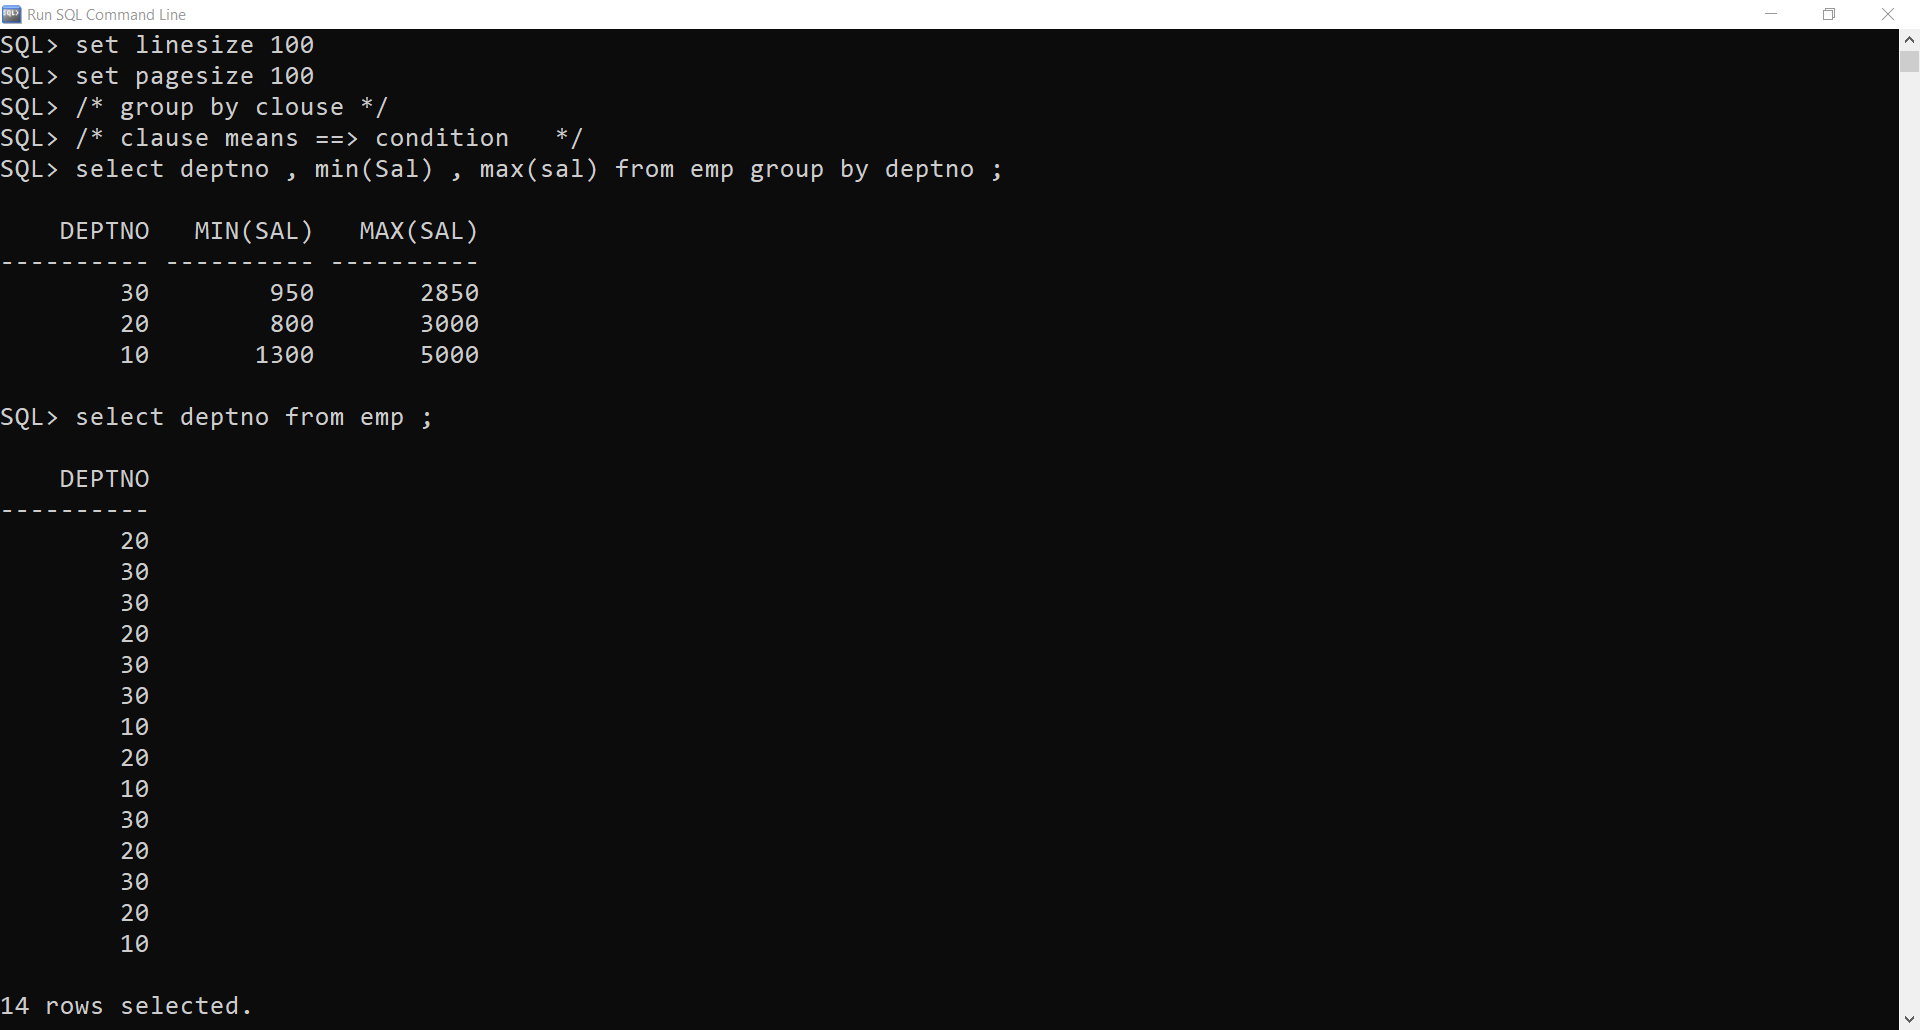 Run SQL Command Line
SQL> set linesize 100
SQL> set pagesize 100
SQL> /* group by clouse */
SQL> /* clause means ==> condition   */
SQL> select deptno , min(Sal) , max(sal) from emp group by deptno ;
    DEPTNO   MIN(SAL)   MAX(SAL)
---------- ---------- ----------
        30        950       2850
        20        800       3000
        10       1300       5000
SQL> select deptno from emp ;
    DEPTNO
----------
        20
        30
        30
        20
        30
        30
        10
        20
        10
        30
        20
        30
        20
        10
14 rows selected.